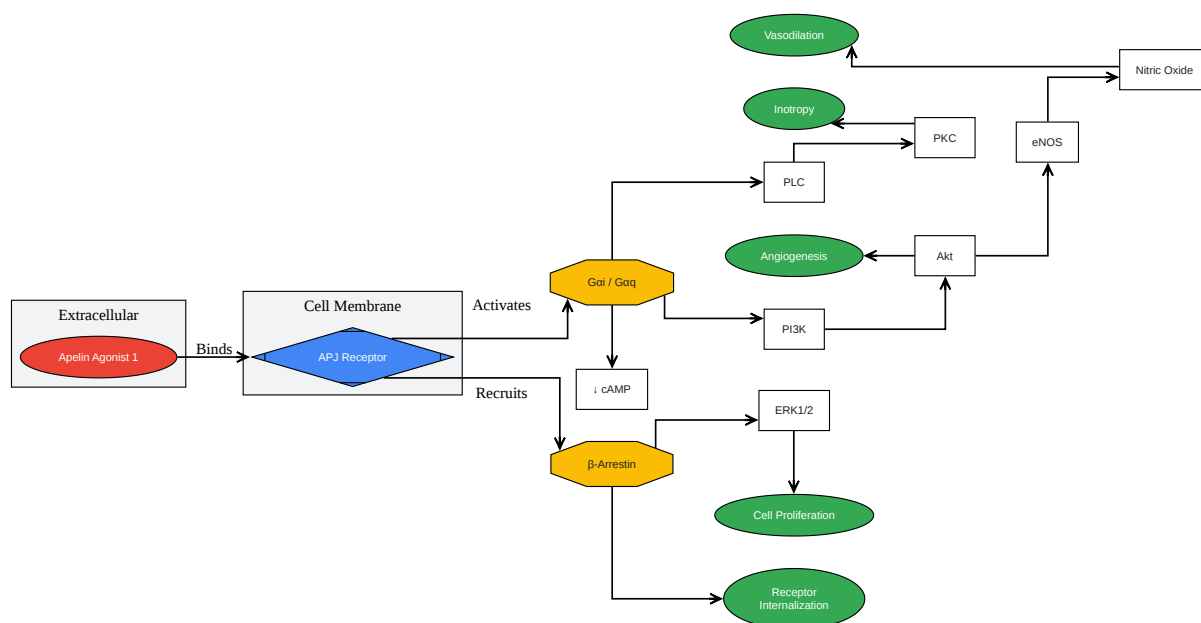 Vasodilation
Nitric Oxide
Inotropy
PKC
eNOS
PLC
Angiogenesis
Akt
Gαi / Gαq
Cell Membrane
Activates
Extracellular
PI3K
Binds
Apelin Agonist 1
APJ Receptor
↓ cAMP
Recruits
ERK1/2
β-Arrestin
Cell Proliferation
Receptor
Internalization